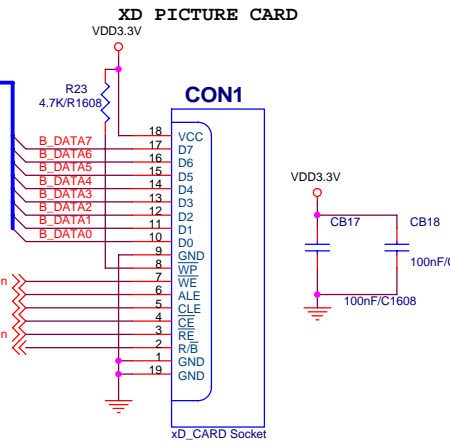 XD PICTURE CARD
VDD3.3V
R23
4.7K/R1608
CON1
18 VCC
B_DATA7 17 D7
B_DATA6 16 D6
B_DATA5 15 D5
B_DATA4 14 D4
B_DATA3 13 D3
B_DATA2 12 D2
B_DATA1 11 D1
B_DATA0 10 D0
9 GND
8 WP
n 7 WE
6 ALE
5 CLE
4 CE
n 3 RE
2 R/B
1 GND
19 GND
xD_CARD Socket
VDD3.3V
CB17
CB18
100nF/C
100nF/C1608